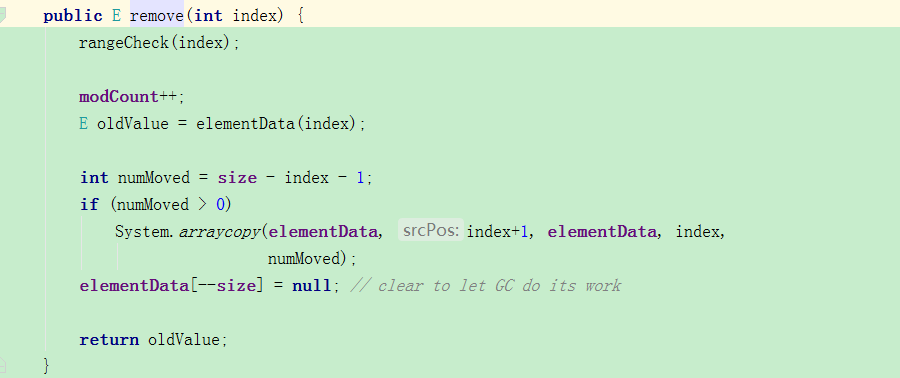 public E remove(int index) {
rangeCheck(index);
modCount++;
E oldValue = elementData(index);
int numMoved = size - index - 1;
if (numMoved > 0)
System.arraycopy(elementData, srcPos: index+1, elementData, index,
numMoved);
elementData[--size] = null; // clear to let GC do its work
return oldValue;
}